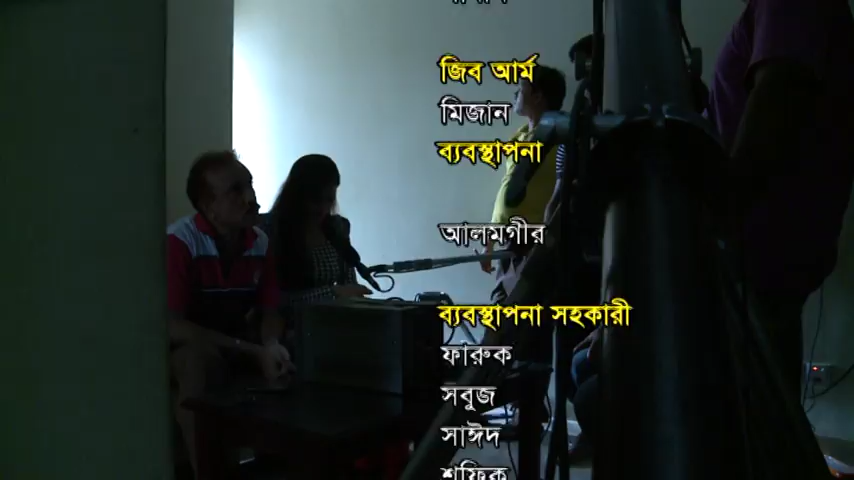 জিব আর্ম
মিজান
ব্যবস্থাপনা
আলমগীর
ব্যবস্থাপনা সহকারী
ফারুক
সবুজ
সাঈদ
শফিক